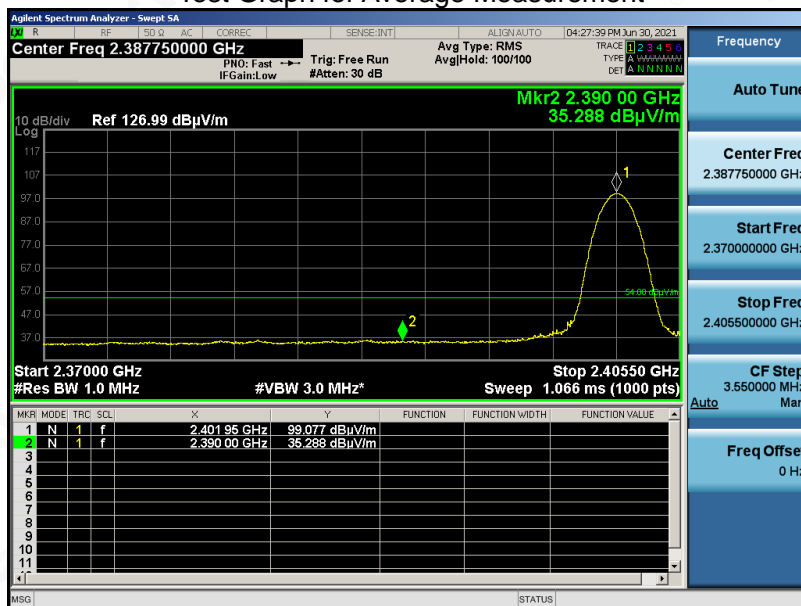 Test Graph for Average Measurement
Agilent Spectrum Analyzer - Swept SA
LXI R RF 50 Ω AC CORREC SENSE:INT ALIGN AUTO 04:27:39 PM Jun 30, 2021
Center Freq 2.387750000 GHz
PNO: Fast
IFGain:Low
Trig: Free Run
#Atten: 30 dB
Avg Type: RMS
Avg|Hold: 100/100
TRACE 1 2 3 4 5 6
TYPE A
DET A N N N N N
Mkr2 2.390 00 GHz
35.288 dBµV/m
10 dB/div Ref 126.99 dBµV/m
Log
117
107
97.0
87.0
77.0
67.0
57.0
47.0
37.0
1
2
54.00 dBµV/m
Start 2.37000 GHz Stop 2.40550 GHz
#Res BW 1.0 MHz #VBW 3.0 MHz* Sweep 1.066 ms (1000 pts)
MKR MODE TRC SCL X Y FUNCTION FUNCTION WIDTH FUNCTION VALUE
1 N 1 f 2.401 95 GHz 99.077 dBµV/m
2 N 1 f 2.390 00 GHz 35.288 dBµV/m
3
4
5
6
7
8
9
10
11
MSG STATUS
Frequency
Auto Tune
Center Freq
2.387750000 GHz
Start Freq
2.370000000 GHz
Stop Freq
2.405500000 GHz
CF Step
3.550000 MHz
Auto Man
Freq Offset
0 Hz